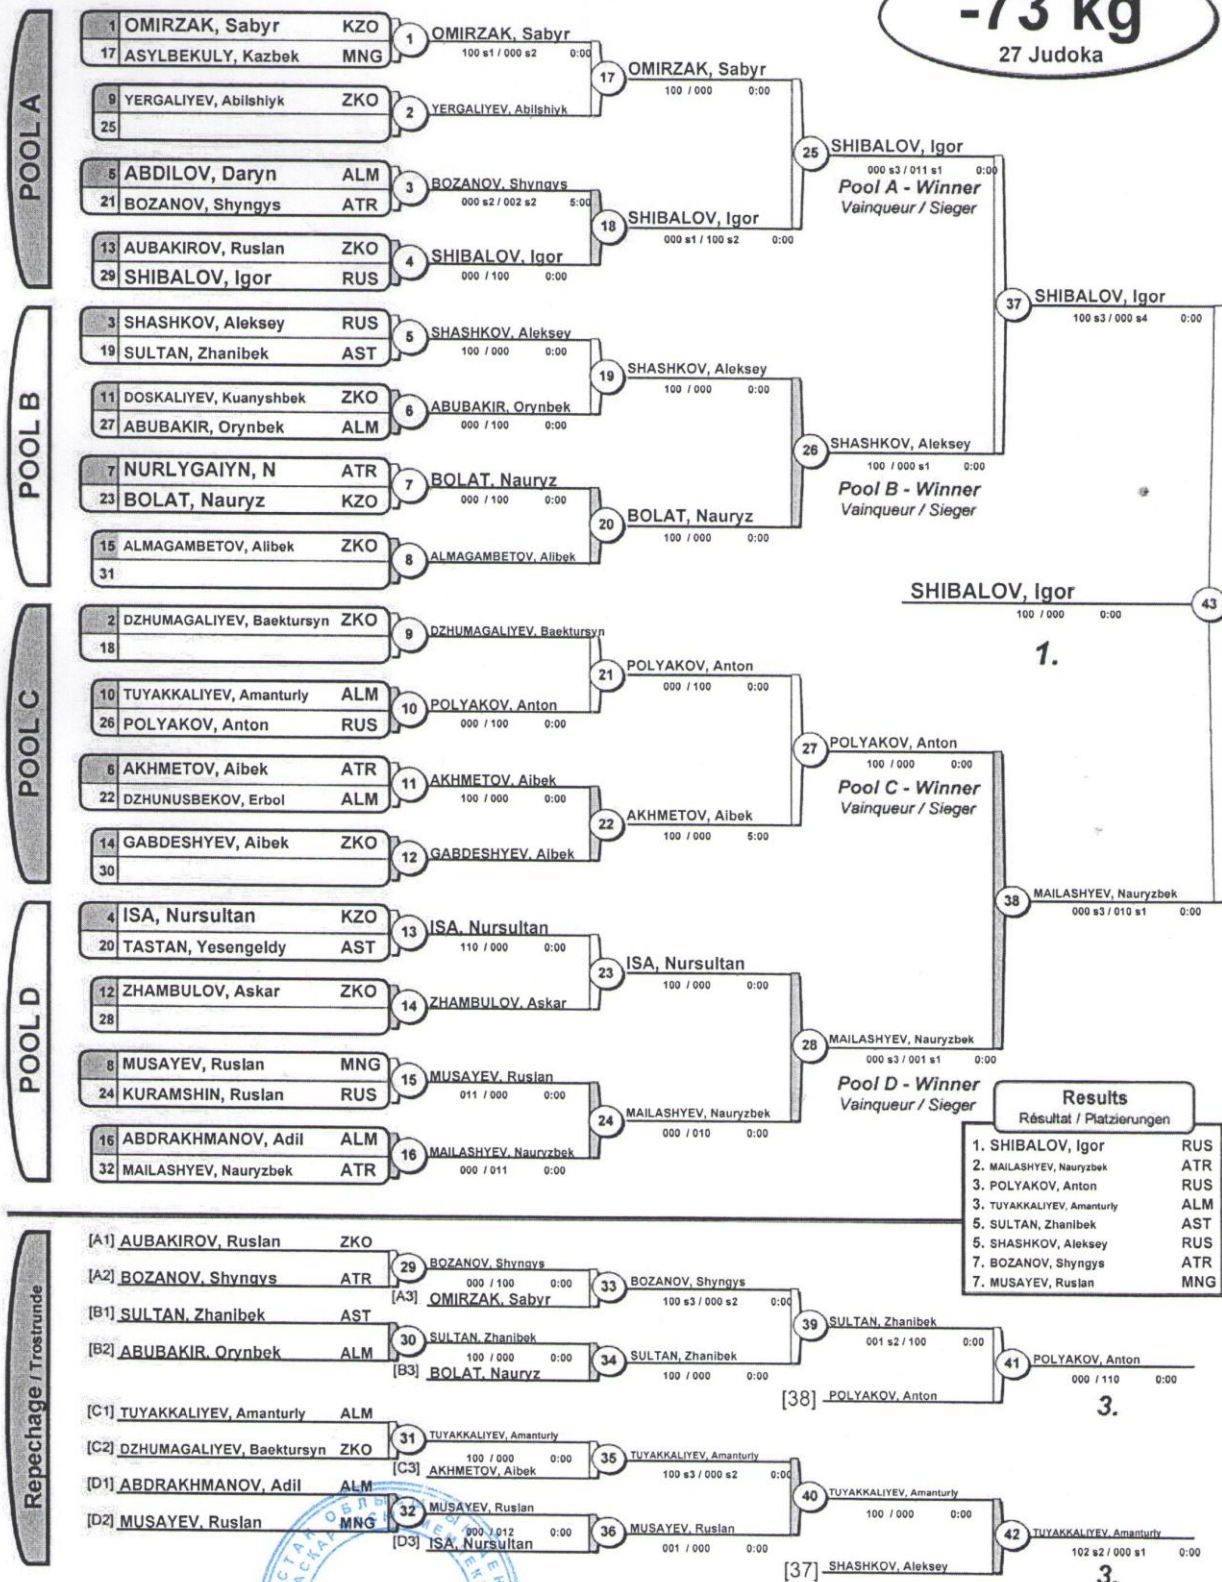 -73 kg
27 Judoka
POOL A
1 OMIRZAK, Sabyr KZO
17 ASYLBEKULY, Kazbek MNG
9 YERGALIYEV, Abilshiyk ZKO
25
5 ABDILOV, Daryn ALM
21 BOZANOV, Shyngys ATR
13 AUBAKIROV, Ruslan ZKO
29 SHIBALOV, Igor RUS
1 OMIRZAK, Sabyr
100 s1 / 000 s2 0:00
2 YERGALIYEV, Abilshiyk
3 BOZANOV, Shyngys
000 s2 / 002 s2 5:00
4 SHIBALOV, Igor
000 / 100 0:00
17 OMIRZAK, Sabyr
100 / 000 0:00
18 SHIBALOV, Igor
000 s1 / 100 s2 0:00
25 SHIBALOV, Igor
000 s3 / 011 s1 0:00
Pool A - Winner
Vainqueur / Sieger
POOL B
3 SHASHKOV, Aleksey RUS
19 SULTAN, Zhanibek AST
11 DOSKALIYEV, Kuanyshbek ZKO
27 ABUBAKIR, Orynbek ALM
7 NURLYGAIYN, N ATR
23 BOLAT, Nauryz KZO
15 ALMAGAMBETOV, Alibek ZKO
31
5 SHASHKOV, Aleksey
100 / 000 0:00
6 ABUBAKIR, Orynbek
000 / 100 0:00
7 BOLAT, Nauryz
000 / 100 0:00
8 ALMAGAMBETOV, Alibek
19 SHASHKOV, Aleksey
100 / 000 0:00
20 BOLAT, Nauryz
100 / 000 0:00
26 SHASHKOV, Aleksey
100 / 000 s1 0:00
Pool B - Winner
Vainqueur / Sieger
37 SHIBALOV, Igor
100 s3 / 000 s4 0:00
SHIBALOV, Igor 43
100 / 000 0:00
1.
POOL C
2 DZHUMAGALIYEV, Baektursyn ZKO
18
10 TUYAKKALIYEV, Amanturly ALM
26 POLYAKOV, Anton RUS
6 AKHMETOV, Aibek ATR
22 DZHUNUSBEKOV, Erbol ALM
14 GABDESHYEV, Aibek ZKO
30
9 DZHUMAGALIYEV, Baektursyn
10 POLYAKOV, Anton
000 / 100 0:00
11 AKHMETOV, Aibek
100 / 000 0:00
12 GABDESHYEV, Aibek
21 POLYAKOV, Anton
000 / 100 0:00
22 AKHMETOV, Aibek
100 / 000 5:00
27 POLYAKOV, Anton
100 / 000 0:00
Pool C - Winner
Vainqueur / Sieger
POOL D
4 ISA, Nursultan KZO
20 TASTAN, Yesengeldy AST
12 ZHAMBULOV, Askar ZKO
28
8 MUSAYEV, Ruslan MNG
24 KURAMSHIN, Ruslan RUS
16 ABDRAKHMANOV, Adil ALM
32 MAILASHYEV, Nauryzbek ATR
13 ISA, Nursultan
110 / 000 0:00
14 ZHAMBULOV, Askar
15 MUSAYEV, Ruslan
011 / 000 0:00
16 MAILASHYEV, Nauryzbek
000 / 011 0:00
23 ISA, Nursultan
100 / 000 0:00
24 MAILASHYEV, Nauryzbek
000 / 010 0:00
28 MAILASHYEV, Nauryzbek
000 s3 / 001 s1 0:00
Pool D - Winner
Vainqueur / Sieger
38 MAILASHYEV, Nauryzbek
000 s3 / 010 s1 0:00
Results
Résultat / Platzierungen
1. SHIBALOV, Igor RUS
2. MAILASHYEV, Nauryzbek ATR
3. POLYAKOV, Anton RUS
3. TUYAKKALIYEV, Amanturly ALM
5. SULTAN, Zhanibek AST
5. SHASHKOV, Aleksey RUS
7. BOZANOV, Shyngys ATR
7. MUSAYEV, Ruslan MNG
Repechage / Trostrunde
[A1] AUBAKIROV, Ruslan ZKO
[A2] BOZANOV, Shyngys ATR
[B1] SULTAN, Zhanibek AST
[B2] ABUBAKIR, Orynbek ALM
[C1] TUYAKKALIYEV, Amanturly ALM
[C2] DZHUMAGALIYEV, Baektursyn ZKO
[D1] ABDRAKHMANOV, Adil ALM
[D2] MUSAYEV, Ruslan MNG
29 BOZANOV, Shyngys
000 / 100 0:00
[A3] OMIRZAK, Sabyr
30 SULTAN, Zhanibek
100 / 000 0:00
[B3] BOLAT, Nauryz
31 TUYAKKALIYEV, Amanturly
100 / 000 0:00
[C3] AKHMETOV, Aibek
32 MUSAYEV, Ruslan
000 / 012 0:00
[D3] ISA, Nursultan
33 BOZANOV, Shyngys
100 s3 / 000 s2 0:00
34 SULTAN, Zhanibek
100 / 000 0:00
35 TUYAKKALIYEV, Amanturly
100 s3 / 000 s2 0:00
36 MUSAYEV, Ruslan
001 / 000 0:00
39 SULTAN, Zhanibek
001 s2 / 100 0:00
[38] POLYAKOV, Anton
40 TUYAKKALIYEV, Amanturly
100 / 000 0:00
[37] SHASHKOV, Aleksey
41 POLYAKOV, Anton
000 / 110 0:00
3.
42 TUYAKKALIYEV, Amanturly
102 s2 / 000 s1 0:00
3.